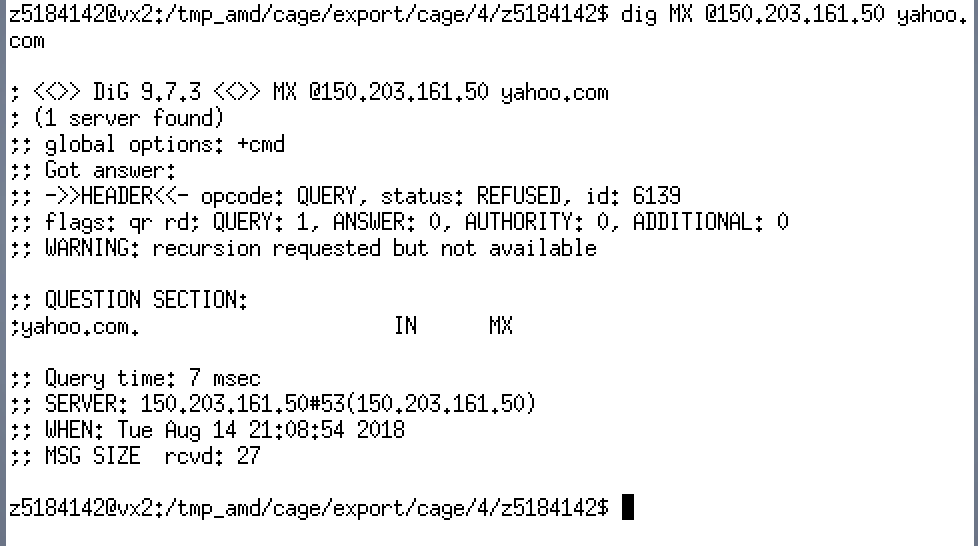 z5184142@vx2:/tmp_amd/cage/export/cage/4/z5184142$ dig MX @150.203.161.50 yahoo.
com
; <<>> DiG 9.7.3 <<>> MX @150.203.161.50 yahoo.com
; (1 server found)
;; global options: +cmd
;; Got answer:
;; ->>HEADER<<- opcode: QUERY, status: REFUSED, id: 6139
;; flags: qr rd; QUERY: 1, ANSWER: 0, AUTHORITY: 0, ADDITIONAL: 0
;; WARNING: recursion requested but not available
;; QUESTION SECTION:
;yahoo.com.                     IN      MX
;; Query time: 7 msec
;; SERVER: 150.203.161.50#53(150.203.161.50)
;; WHEN: Tue Aug 14 21:08:54 2018
;; MSG SIZE  rcvd: 27
z5184142@vx2:/tmp_amd/cage/export/cage/4/z5184142$